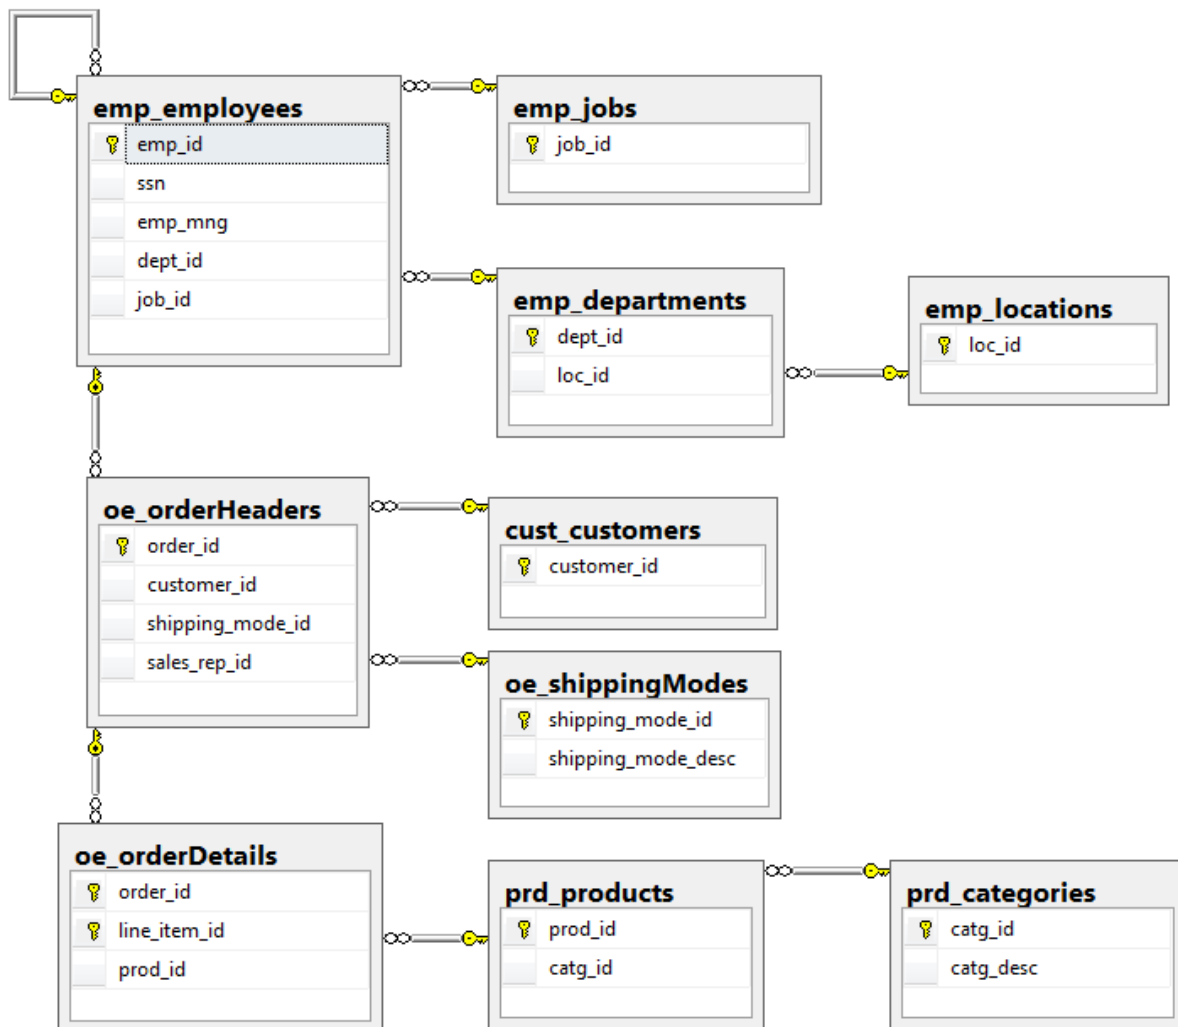 emp_employees
emp_id
ssn
emp_mng
dept_id
job_id
emp_jobs
job_id
emp_departments
dept_id
loc_id
emp_locations
loc_id
oe_orderHeaders
order_id
customer_id
shipping_mode_id
sales_rep_id
cust_customers
customer_id
oe_shippingModes
shipping_mode_id
shipping_mode_desc
oe_orderDetails
order_id
line_item_id
prod_id
prd_products
prod_id
catg_id
prd_categories
catg_id
catg_desc